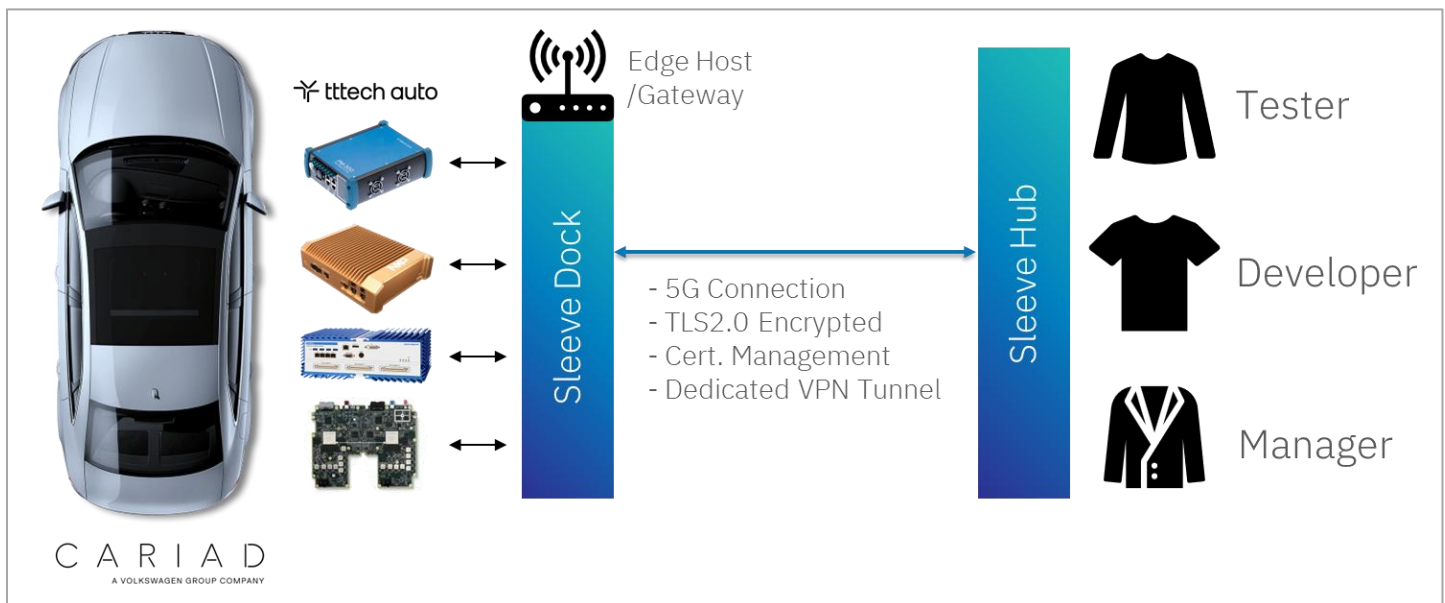 tttech auto
Edge Host
/Gateway
Sleeve Dock
- 5G Connection
- TLS2.0 Encrypted
- Cert. Management
- Dedicated VPN Tunnel
Sleeve Hub
Tester
Developer
Manager
CARIAD
A VOLKSWAGEN GROUP COMPANY